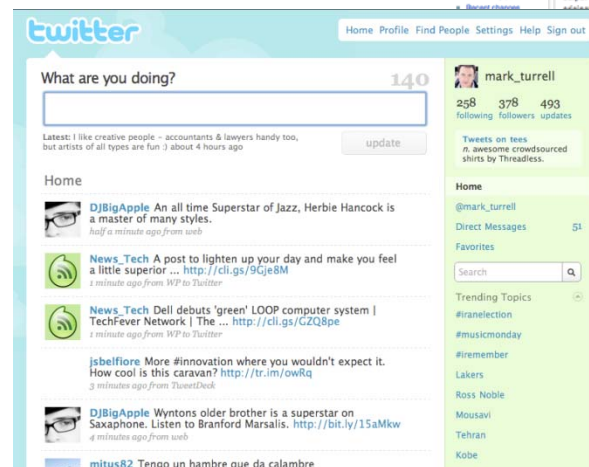 Recent changes
twitter
Home Profile Find People Settings Help Sign out
What are you doing?
140
Latest: I like creative people – accountants & lawyers handy too,
but artists of all types are fun :) about 4 hours ago
update
Home
DJBigApple An all time Superstar of Jazz, Herbie Hancock is
a master of many styles.
half a minute ago from web
News_Tech A post to lighten up your day and make you feel
a little superior ... http://cli.gs/9Gje8M
1 minute ago from WP to Twitter
News_Tech Dell debuts 'green' LOOP computer system |
TechFever Network | The ... http://cli.gs/GZQ8pe
1 minute ago from WP to Twitter
jsbelfiore More #innovation where you wouldn't expect it.
How cool is this caravan? http://tr.im/owRq
3 minutes ago from TweetDeck
DJBigApple Wyntons older brother is a superstar on
Saxaphone. Listen to Branford Marsalis. http://bit.ly/15aMkw
4 minutes ago from web
mitus82 Tengo un hambre que da calambre
mark_turrell
258 378 493
following followers updates
Tweets on tees
n. awesome crowdsourced
shirts by Threadless.
Home
@mark_turrell
Direct Messages 51
Favorites
Search
Trending Topics
#iranelection
#musicmonday
#iremember
Lakers
Ross Noble
Mousavi
Tehran
Kobe